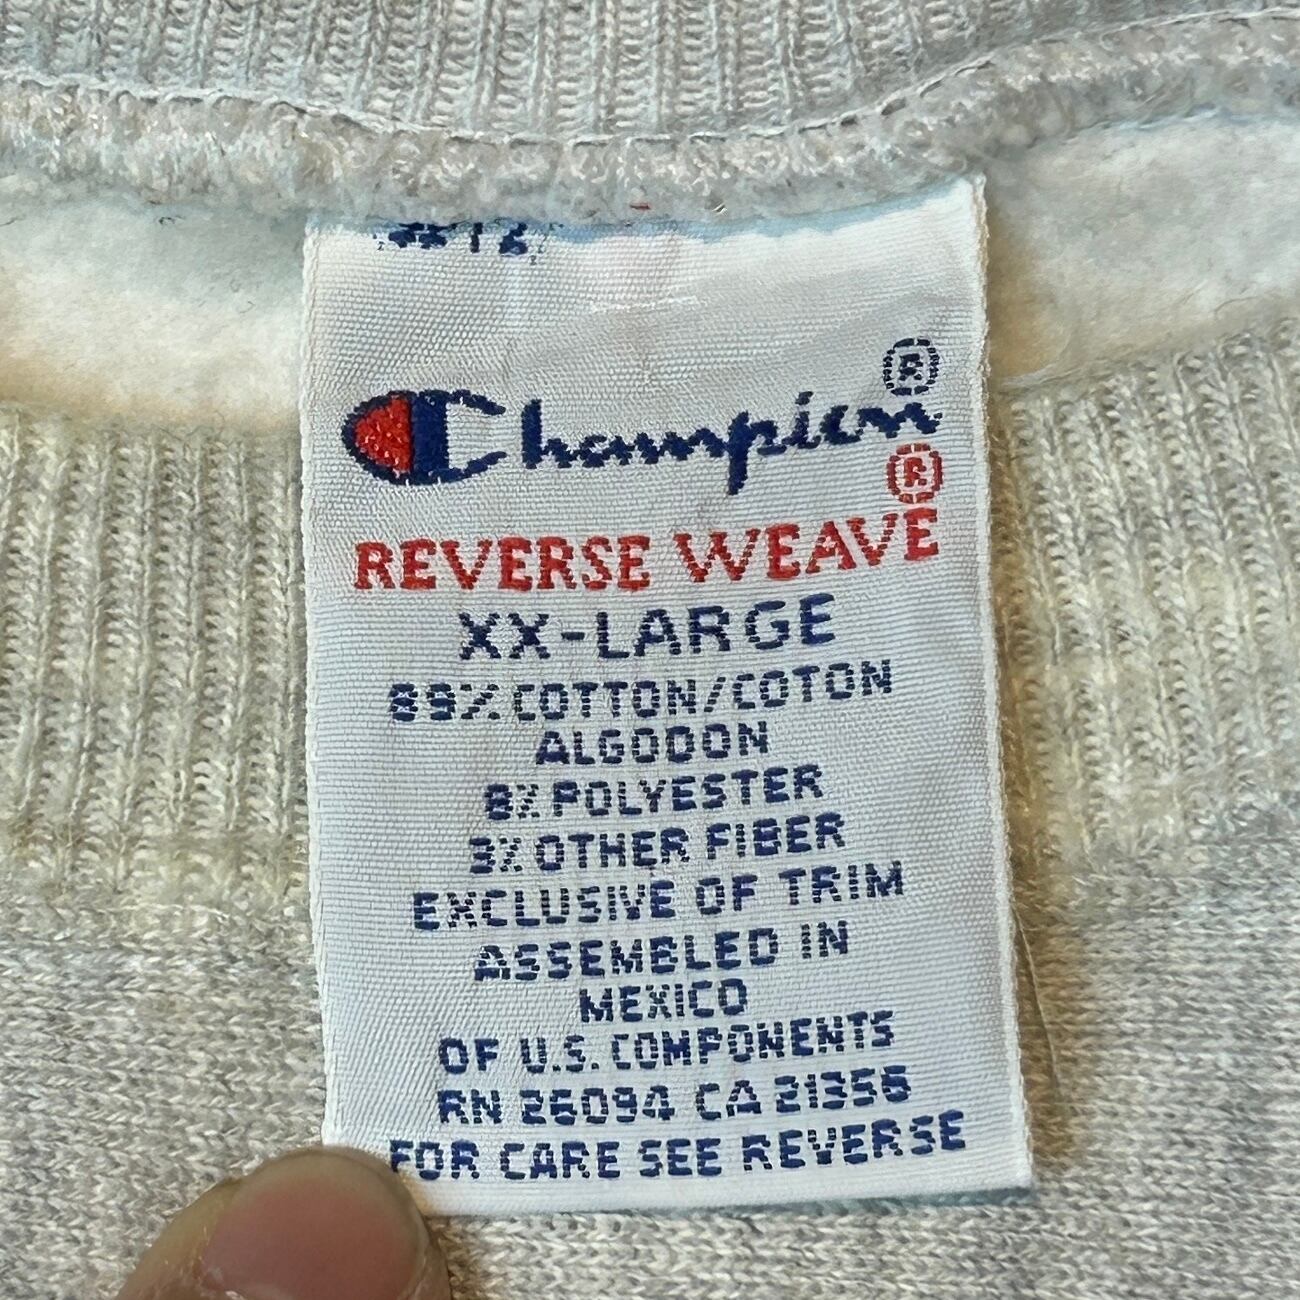 Champion®
REVERSE WEAVE®
XX-LARGE
89% COTTON/COTON
ALGODON
8% POLYESTER
3% OTHER FIBER
EXCLUSIVE OF TRIM
ASSEMBLED IN
MEXICO
OF U.S. COMPONENTS
RN 26094 CA 21356
FOR CARE SEE REVERSE